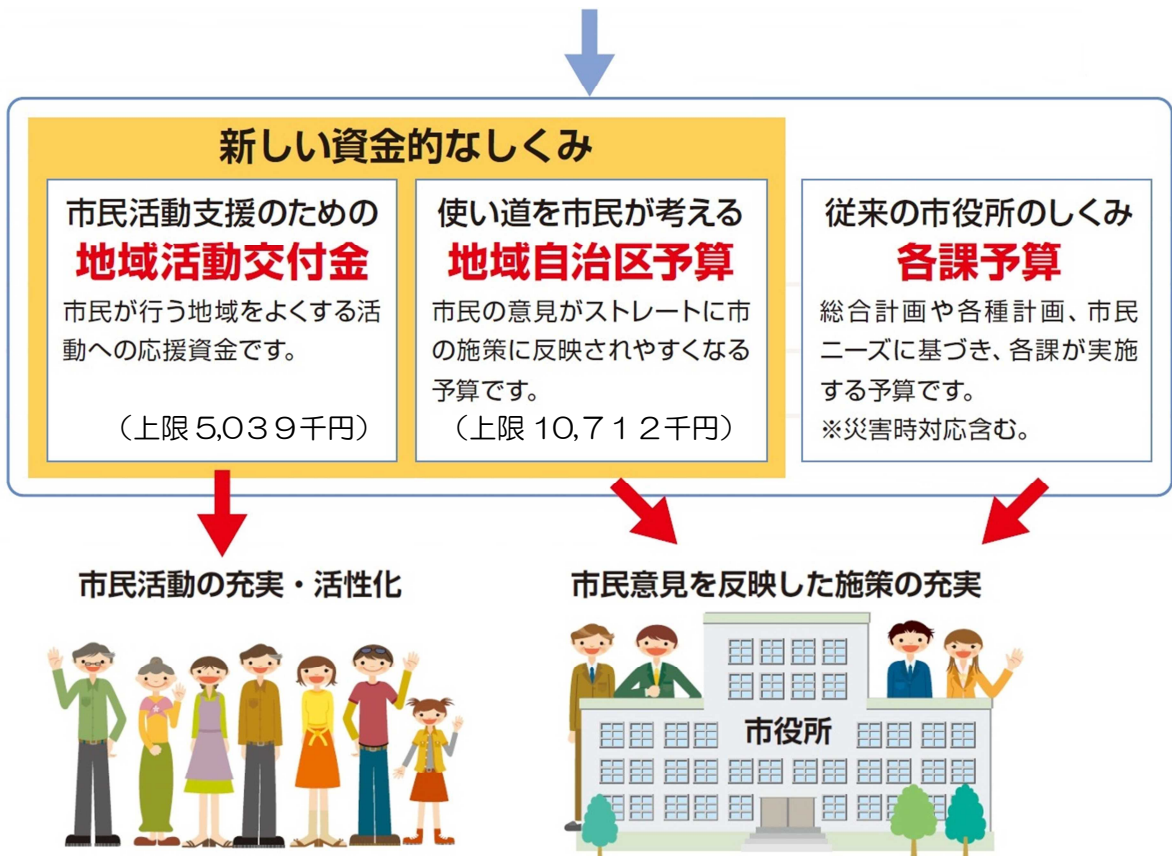 新しい資金的なしくみ
市民活動支援のための
地域活動交付金
市民が行う地域をよくする活
動への応援資金です。
（上限 5,039千円）
使い道を市民が考える
地域自治区予算
市民の意見がストレートに市
の施策に反映されやすくなる
予算です。
（上限 10,712千円）
従来の市役所のしくみ
各課予算
総合計画や各種計画、市民
ニーズに基づき、各課が実施
する予算です。
※災害時対応含む。
市民活動の充実・活性化
市民意見を反映した施策の充実
市役所